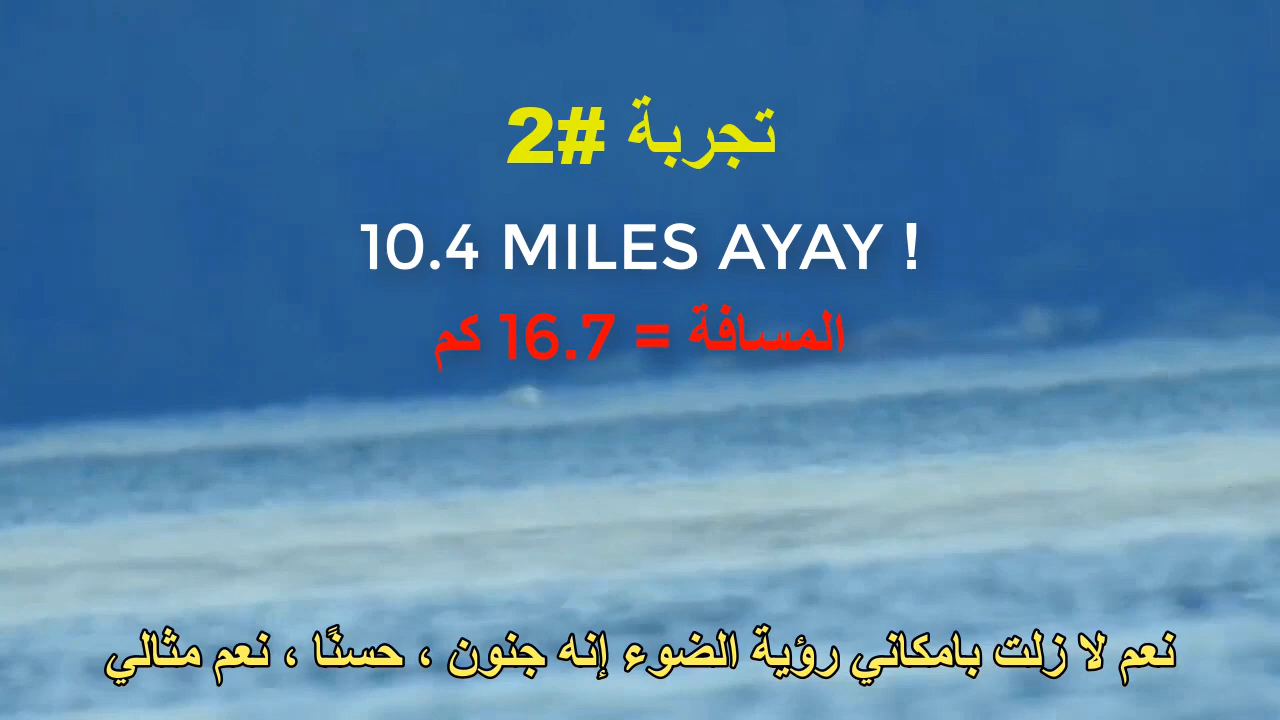 تجربة #2
10.4 MILES AYAY !
المسافة = 16.7 كم
نعم لا زلت بامكاني رؤية الضوء إنه جنون ، حسنًا ، نعم مثالي